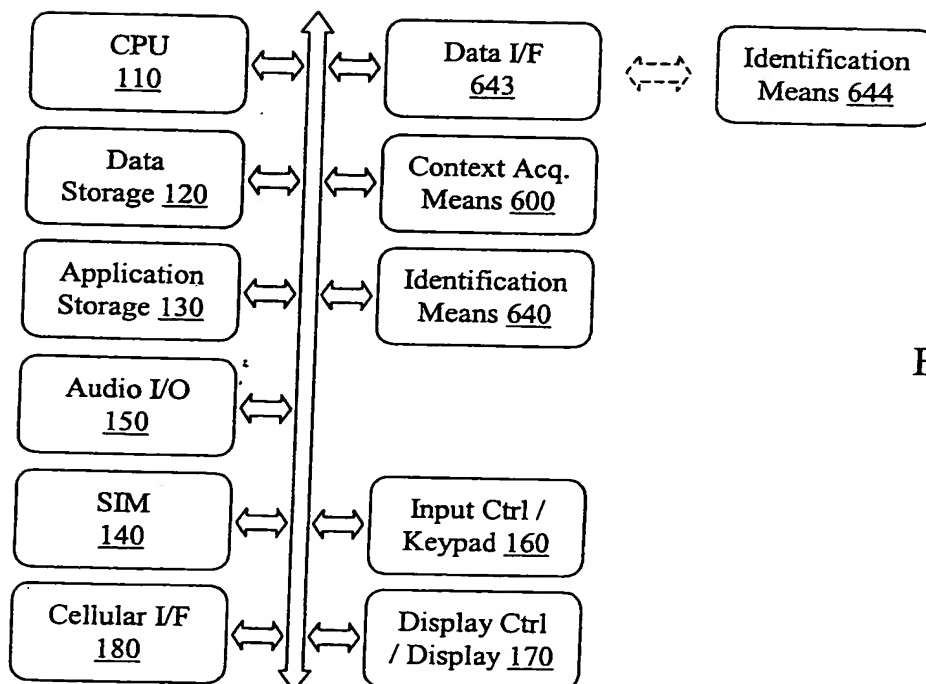 CPU
110
Data I/F
643
Identification
Means 644
Data
Storage 120
Context Acq.
Means 600
Application
Storage 130
Identification
Means 640
Audio I/O
150
SIM
140
Input Ctrl /
Keypad 160
Cellular I/F
180
Display Ctrl
/ Display 170